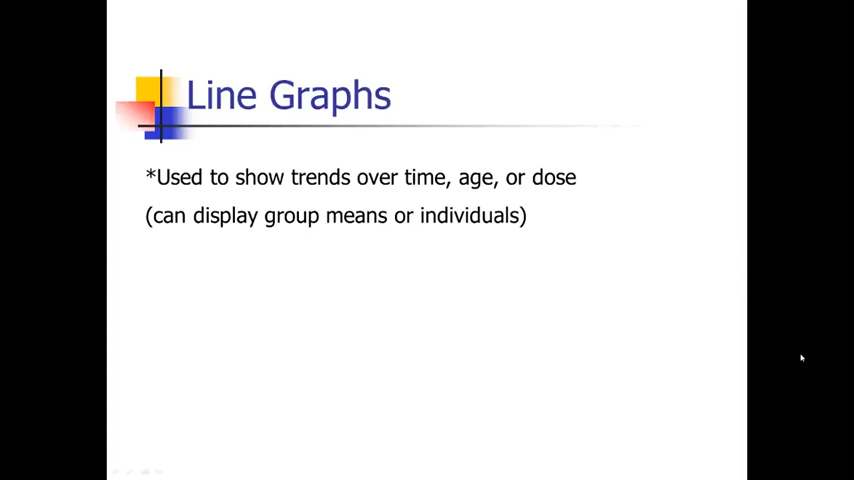 Line Graphs
*Used to show trends over time, age, or dose
(can display group means or individuals)